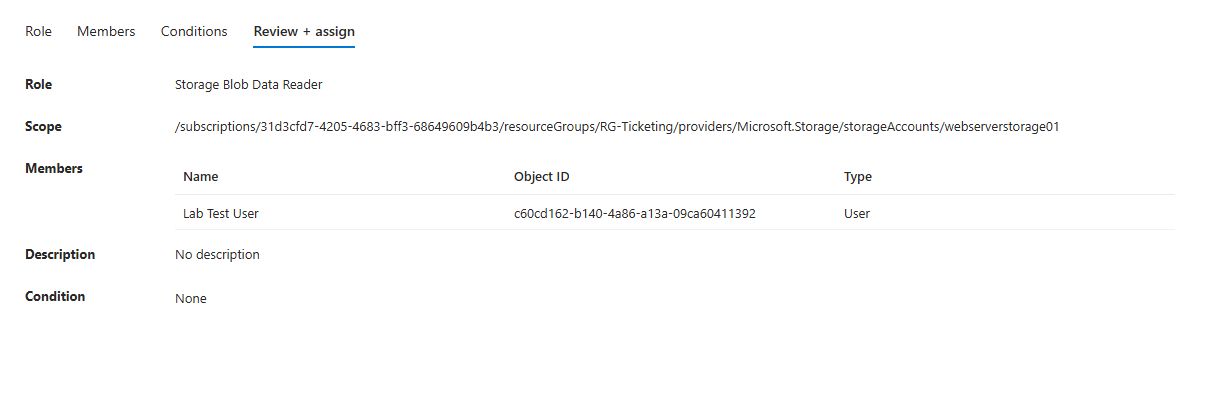 Role Members Conditions Review + assign
Role Storage Blob Data Reader
Scope /subscriptions/31d3cfd7-4205-4683-bff3-68649609b4b3/resourceGroups/RG-Ticketing/providers/Microsoft.Storage/storageAccounts/webserverstorage01
Members
Name Object ID Type
Lab Test User c60cd162-b140-4a86-a13a-09ca60411392 User
Description No description
Condition None